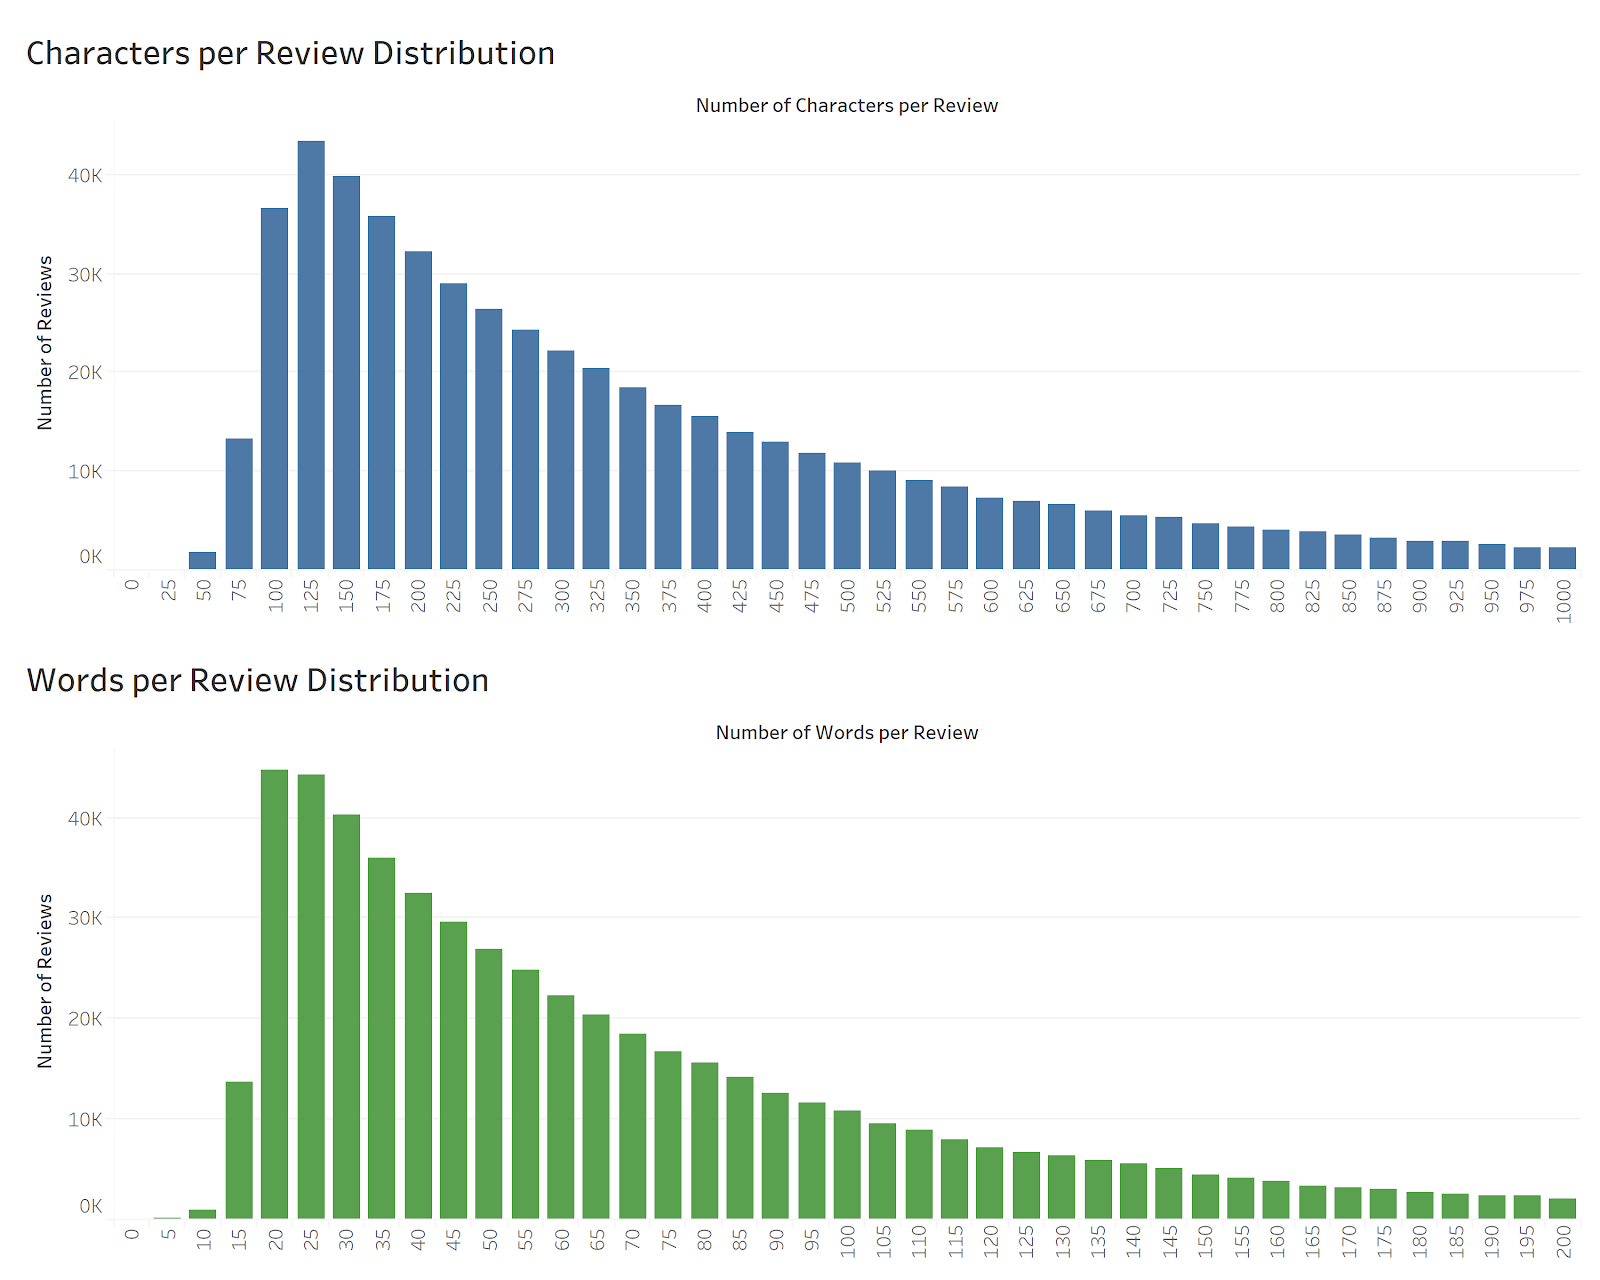 Characters per Review Distribution
Number of Characters per Review
Number of Reviews
40K
30K
20K
10K
0K
0 25 50 75 100 125 150 175 200 225 250 275 300 325 350 375 400 425 450 475 500 525 550 575 600 625 650 675 700 725 750 775 800 825 850 875 900 925 950 975 1000
Words per Review Distribution
Number of Words per Review
Number of Reviews
40K
30K
20K
10K
0K
0 5 10 15 20 25 30 35 40 45 50 55 60 65 70 75 80 85 90 95 100 105 110 115 120 125 130 135 140 145 150 155 160 165 170 175 180 185 190 195 200